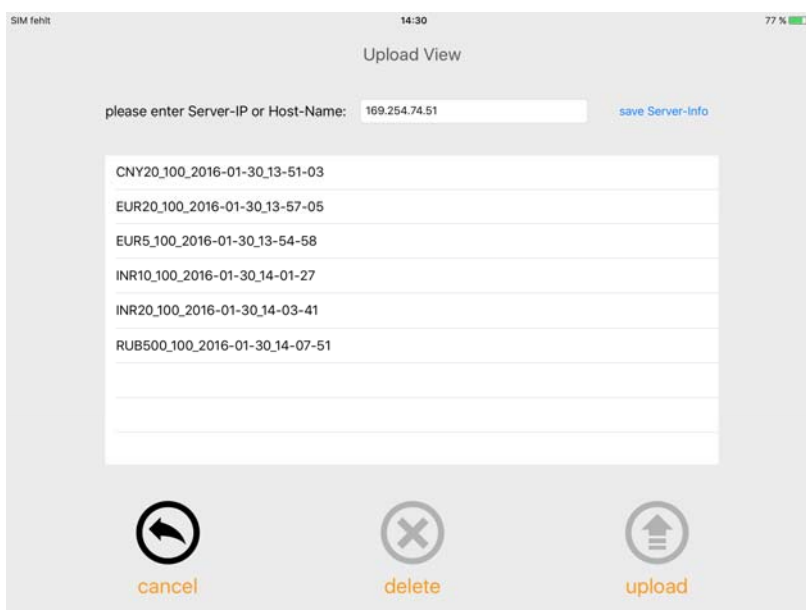 SIM fehlt 14:30 77 %
Upload View
please enter Server-IP or Host-Name: 169.254.74.51 save Server-Info
CNY20_100_2016-01-30_13-51-03
EUR20_100_2016-01-30_13-57-05
EUR5_100_2016-01-30_13-54-58
INR10_100_2016-01-30_14-01-27
INR20_100_2016-01-30_14-03-41
RUB500_100_2016-01-30_14-07-51
cancel delete upload